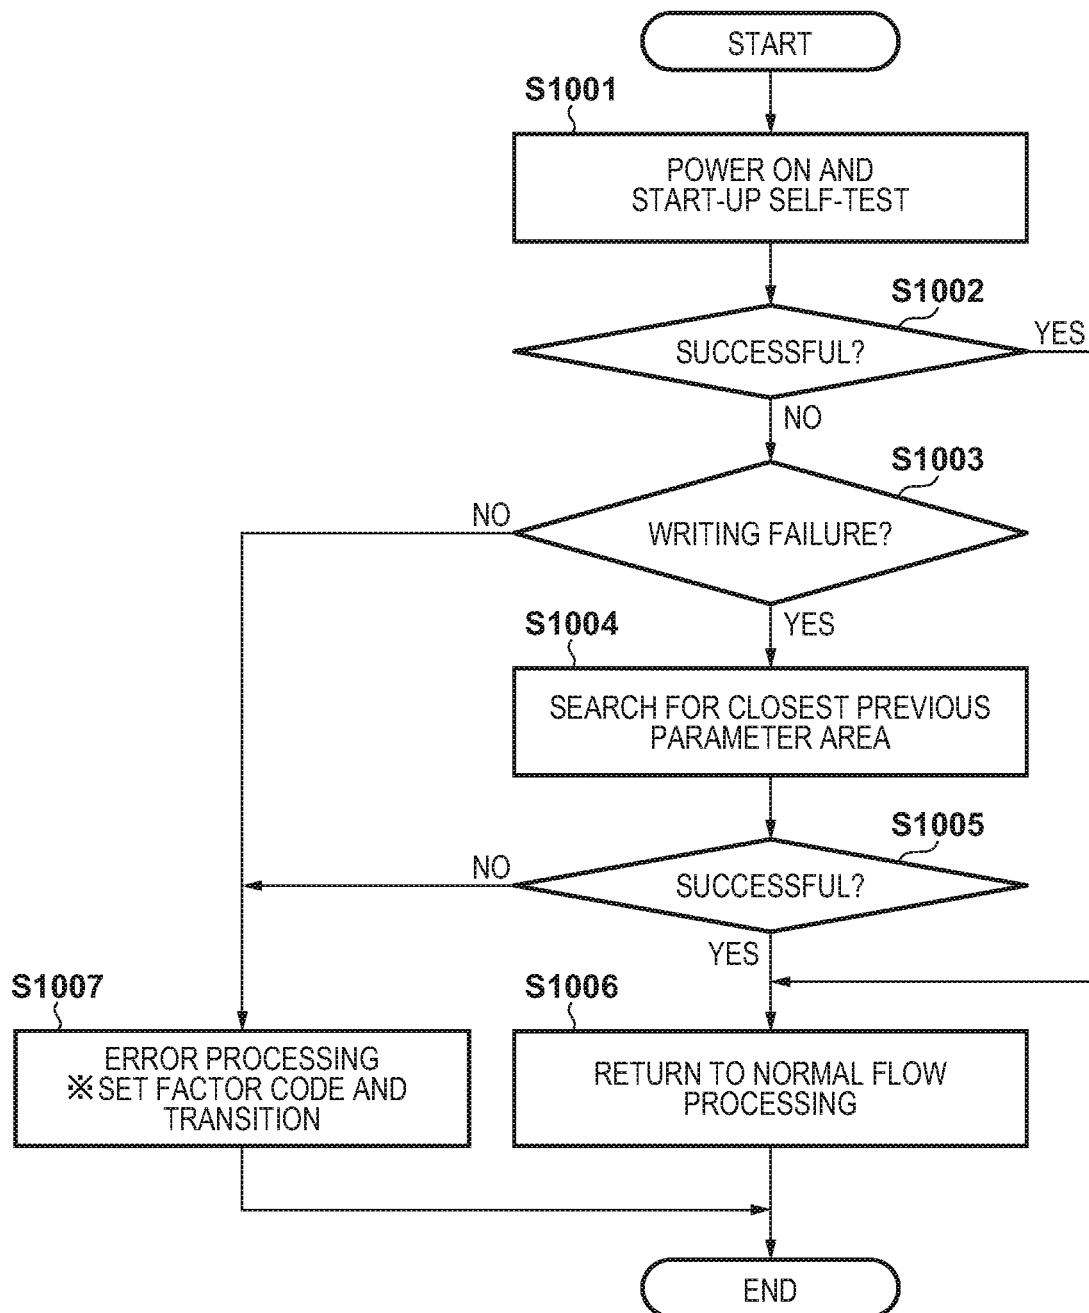 START
S1001
POWER ON AND
START-UP SELF-TEST
S1002
SUCCESSFUL?
YES
NO
S1003
WRITING FAILURE?
NO
YES
S1004
SEARCH FOR CLOSEST PREVIOUS
PARAMETER AREA
S1005
SUCCESSFUL?
NO
YES
S1007
ERROR PROCESSING
※SET FACTOR CODE AND
TRANSITION
S1006
RETURN TO NORMAL FLOW
PROCESSING
END